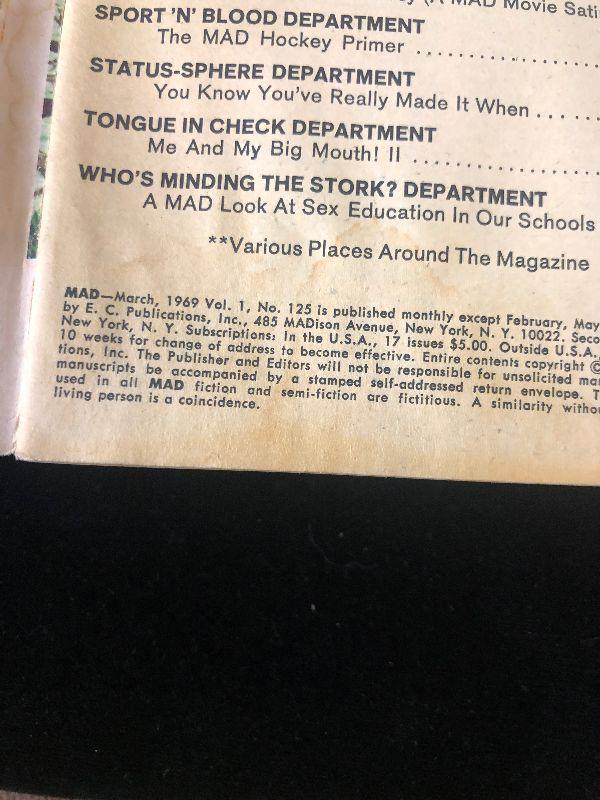 (A MAD Movie Sati
SPORT 'N' BLOOD DEPARTMENT
The MAD Hockey Primer ....................
STATUS-SPHERE DEPARTMENT
You Know You've Really Made It When ......
TONGUE IN CHECK DEPARTMENT
Me And My Big Mouth! II ....................
WHO'S MINDING THE STORK? DEPARTMENT
A MAD Look At Sex Education In Our Schools
**Various Places Around The Magazine
MAD—March, 1969 Vol. 1, No. 125 is published monthly except February, May
by E. C. Publications, Inc., 485 MADison Avenue, New York, N. Y. 10022. Seco
New York, N. Y. Subscriptions: In the U.S.A., 17 issues $5.00. Outside U.S.A.,
10 weeks for change of address to become effective. Entire contents copyright ©
tions, Inc. The Publisher and Editors will not be responsible for unsolicited ma
manuscripts be accompanied by a stamped self-addressed return envelope. T
used in all MAD fiction and semi-fiction are fictitious. A similarity witho
living person is a coincidence.